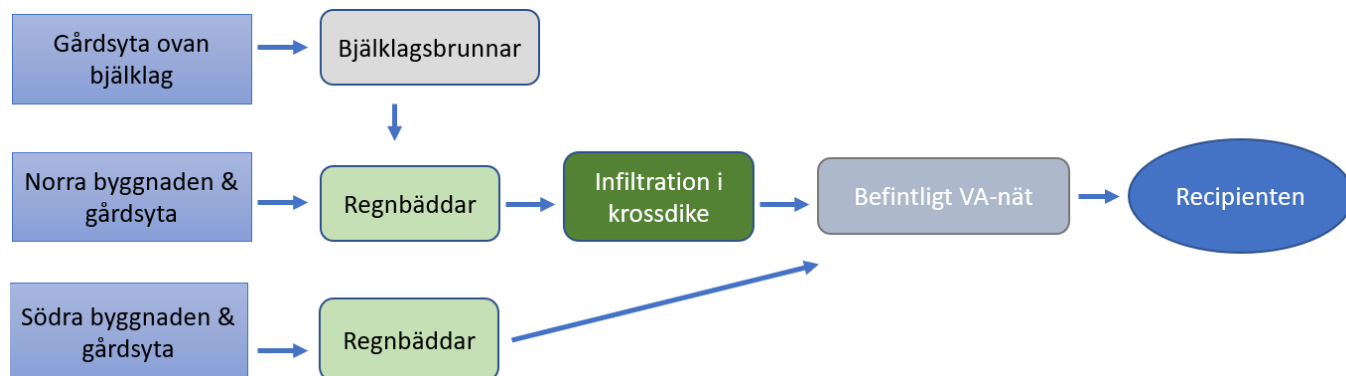 Gårdsyta ovan
bjälklag
Bjälklagsbrunnar
Norra byggnaden &
gårdsyta
Regnbäddar
Infiltration i
krossdike
Befintligt VA-nät
Recipienten
Södra byggnaden &
gårdsyta
Regnbäddar